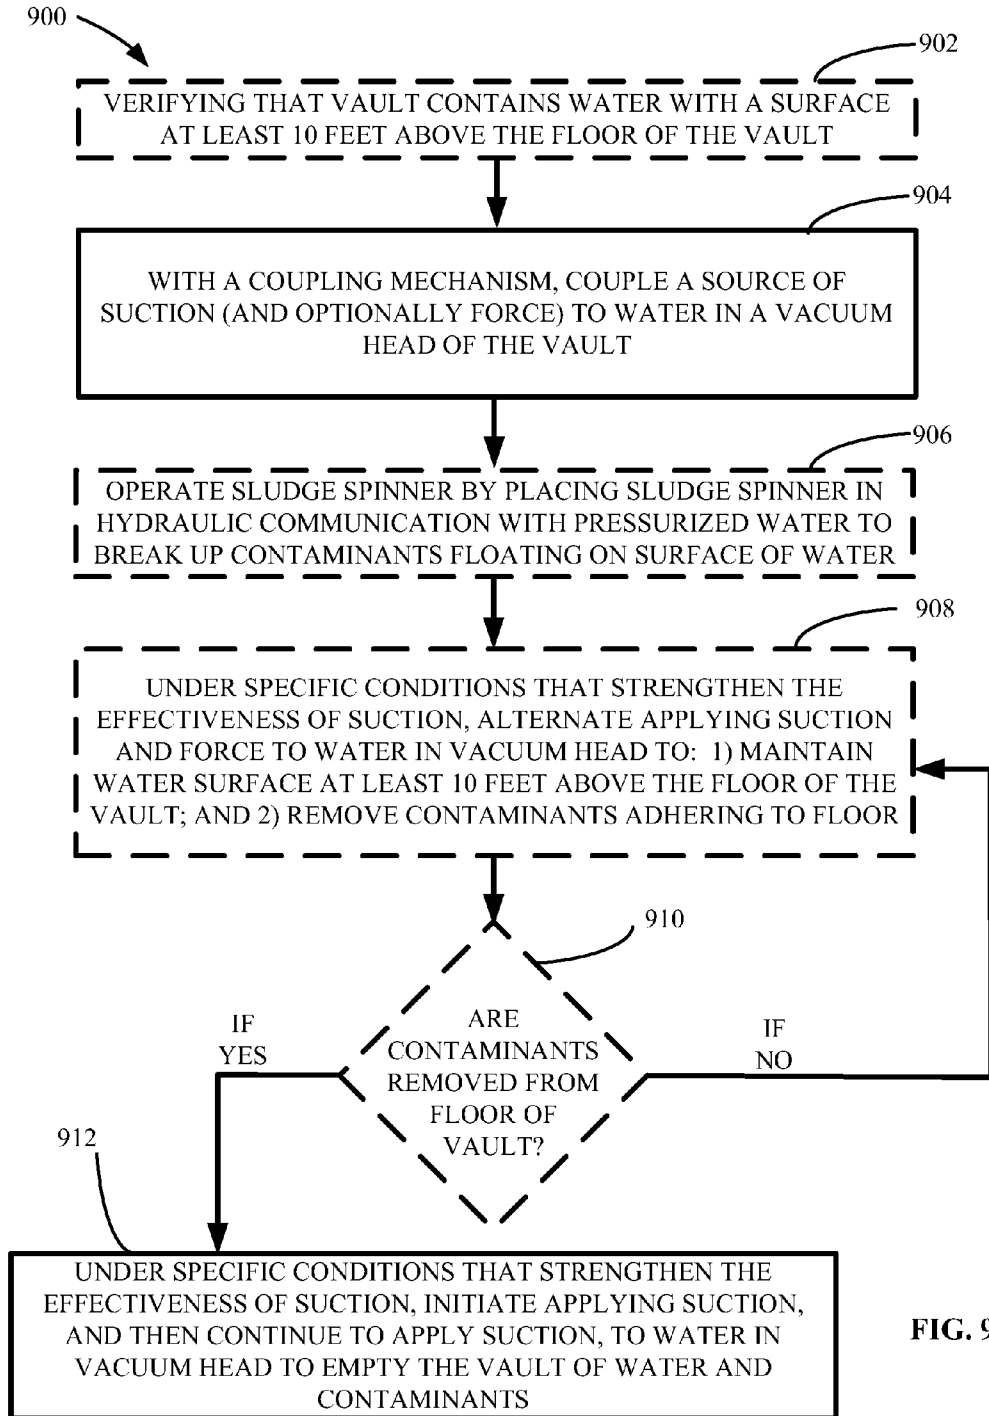 900
902
VERIFYING THAT VAULT CONTAINS WATER WITH A SURFACE
AT LEAST 10 FEET ABOVE THE FLOOR OF THE VAULT
904
WITH A COUPLING MECHANISM, COUPLE A SOURCE OF
SUCTION (AND OPTIONALLY FORCE) TO WATER IN A VACUUM
HEAD OF THE VAULT
906
OPERATE SLUDGE SPINNER BY PLACING SLUDGE SPINNER IN
HYDRAULIC COMMUNICATION WITH PRESSURIZED WATER TO
BREAK UP CONTAMINANTS FLOATING ON SURFACE OF WATER
908
UNDER SPECIFIC CONDITIONS THAT STRENGTHEN THE
EFFECTIVENESS OF SUCTION, ALTERNATE APPLYING SUCTION
AND FORCE TO WATER IN VACUUM HEAD TO: 1) MAINTAIN
WATER SURFACE AT LEAST 10 FEET ABOVE THE FLOOR OF THE
VAULT; AND 2) REMOVE CONTAMINANTS ADHERING TO FLOOR
910
ARE
CONTAMINANTS
REMOVED FROM
FLOOR OF
VAULT?
IF
YES
IF
NO
912
UNDER SPECIFIC CONDITIONS THAT STRENGTHEN THE
EFFECTIVENESS OF SUCTION, INITIATE APPLYING SUCTION,
AND THEN CONTINUE TO APPLY SUCTION, TO WATER IN
VACUUM HEAD TO EMPTY THE VAULT OF WATER AND
CONTAMINANTS
FIG. 9